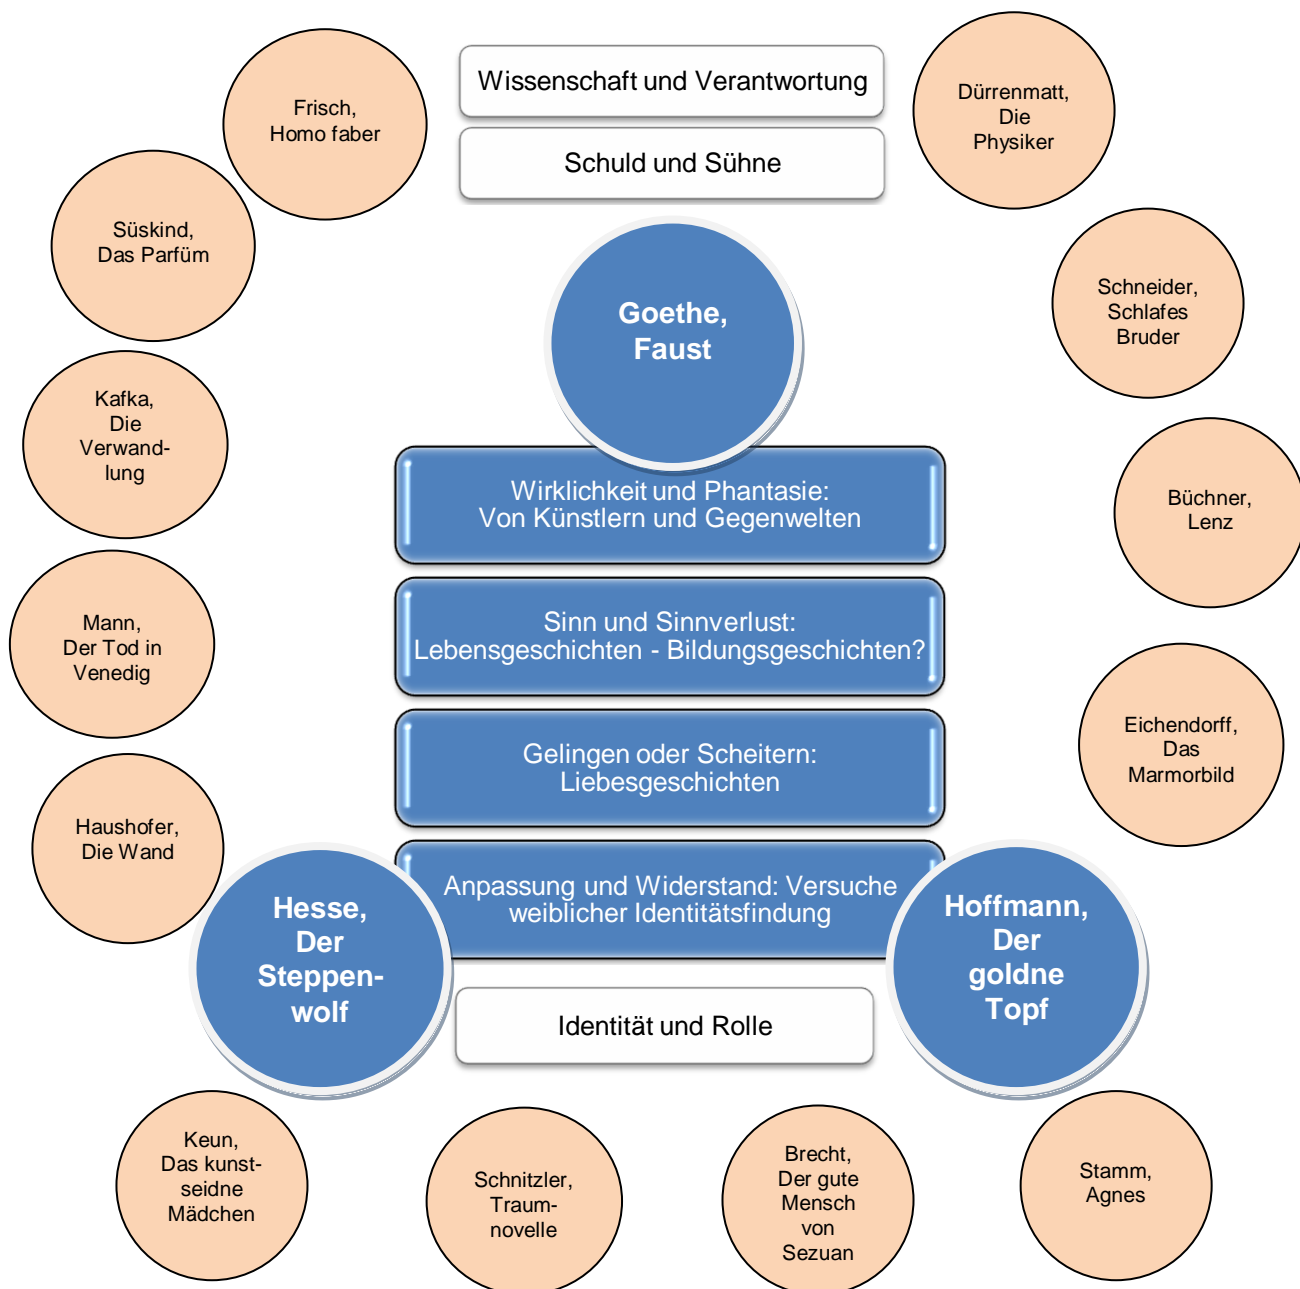 Wissenschaft und Verantwortung
Schuld und Sühne
Frisch,
Homo faber
Dürrenmatt,
Die
Physiker
Süskind,
Das Parfüm
Schneider,
Schlafes
Bruder
Goethe,
Faust
Kafka,
Die
Verwand-
lung
Büchner,
Lenz
Wirklichkeit und Phantasie:
Von Künstlern und Gegenwelten
Sinn und Sinnverlust:
Lebensgeschichten - Bildungsgeschichten?
Mann,
Der Tod in
Venedig
Eichendorff,
Das
Marmorbild
Gelingen oder Scheitern:
Liebesgeschichten
Haushofer,
Die Wand
Anpassung und Widerstand: Versuche
weiblicher Identitätsfindung
Hesse,
Der
Steppen-
wolf
Hoffmann,
Der
goldne
Topf
Identität und Rolle
Keun,
Das kunst-
seidne
Mädchen
Schnitzler,
Traum-
novelle
Brecht,
Der gute
Mensch
von
Sezuan
Stamm,
Agnes